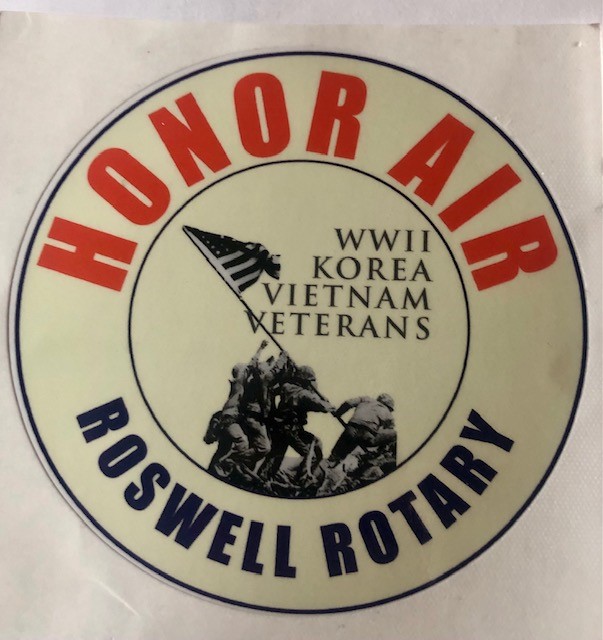 HONOR AIR
WWII
KOREA
VIETNAM
VETERANS
ROSWELL ROTARY